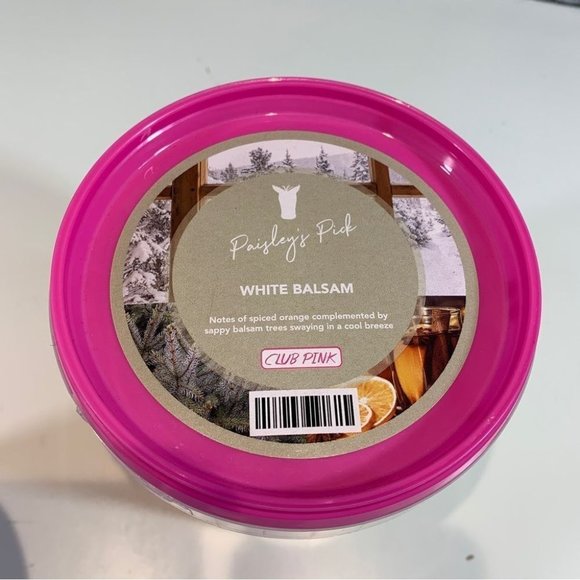 Paisley's Pick
WHITE BALSAM
Notes of spiced orange complemented by
sappy balsam trees swaying in a cool breeze
CLUB PINK